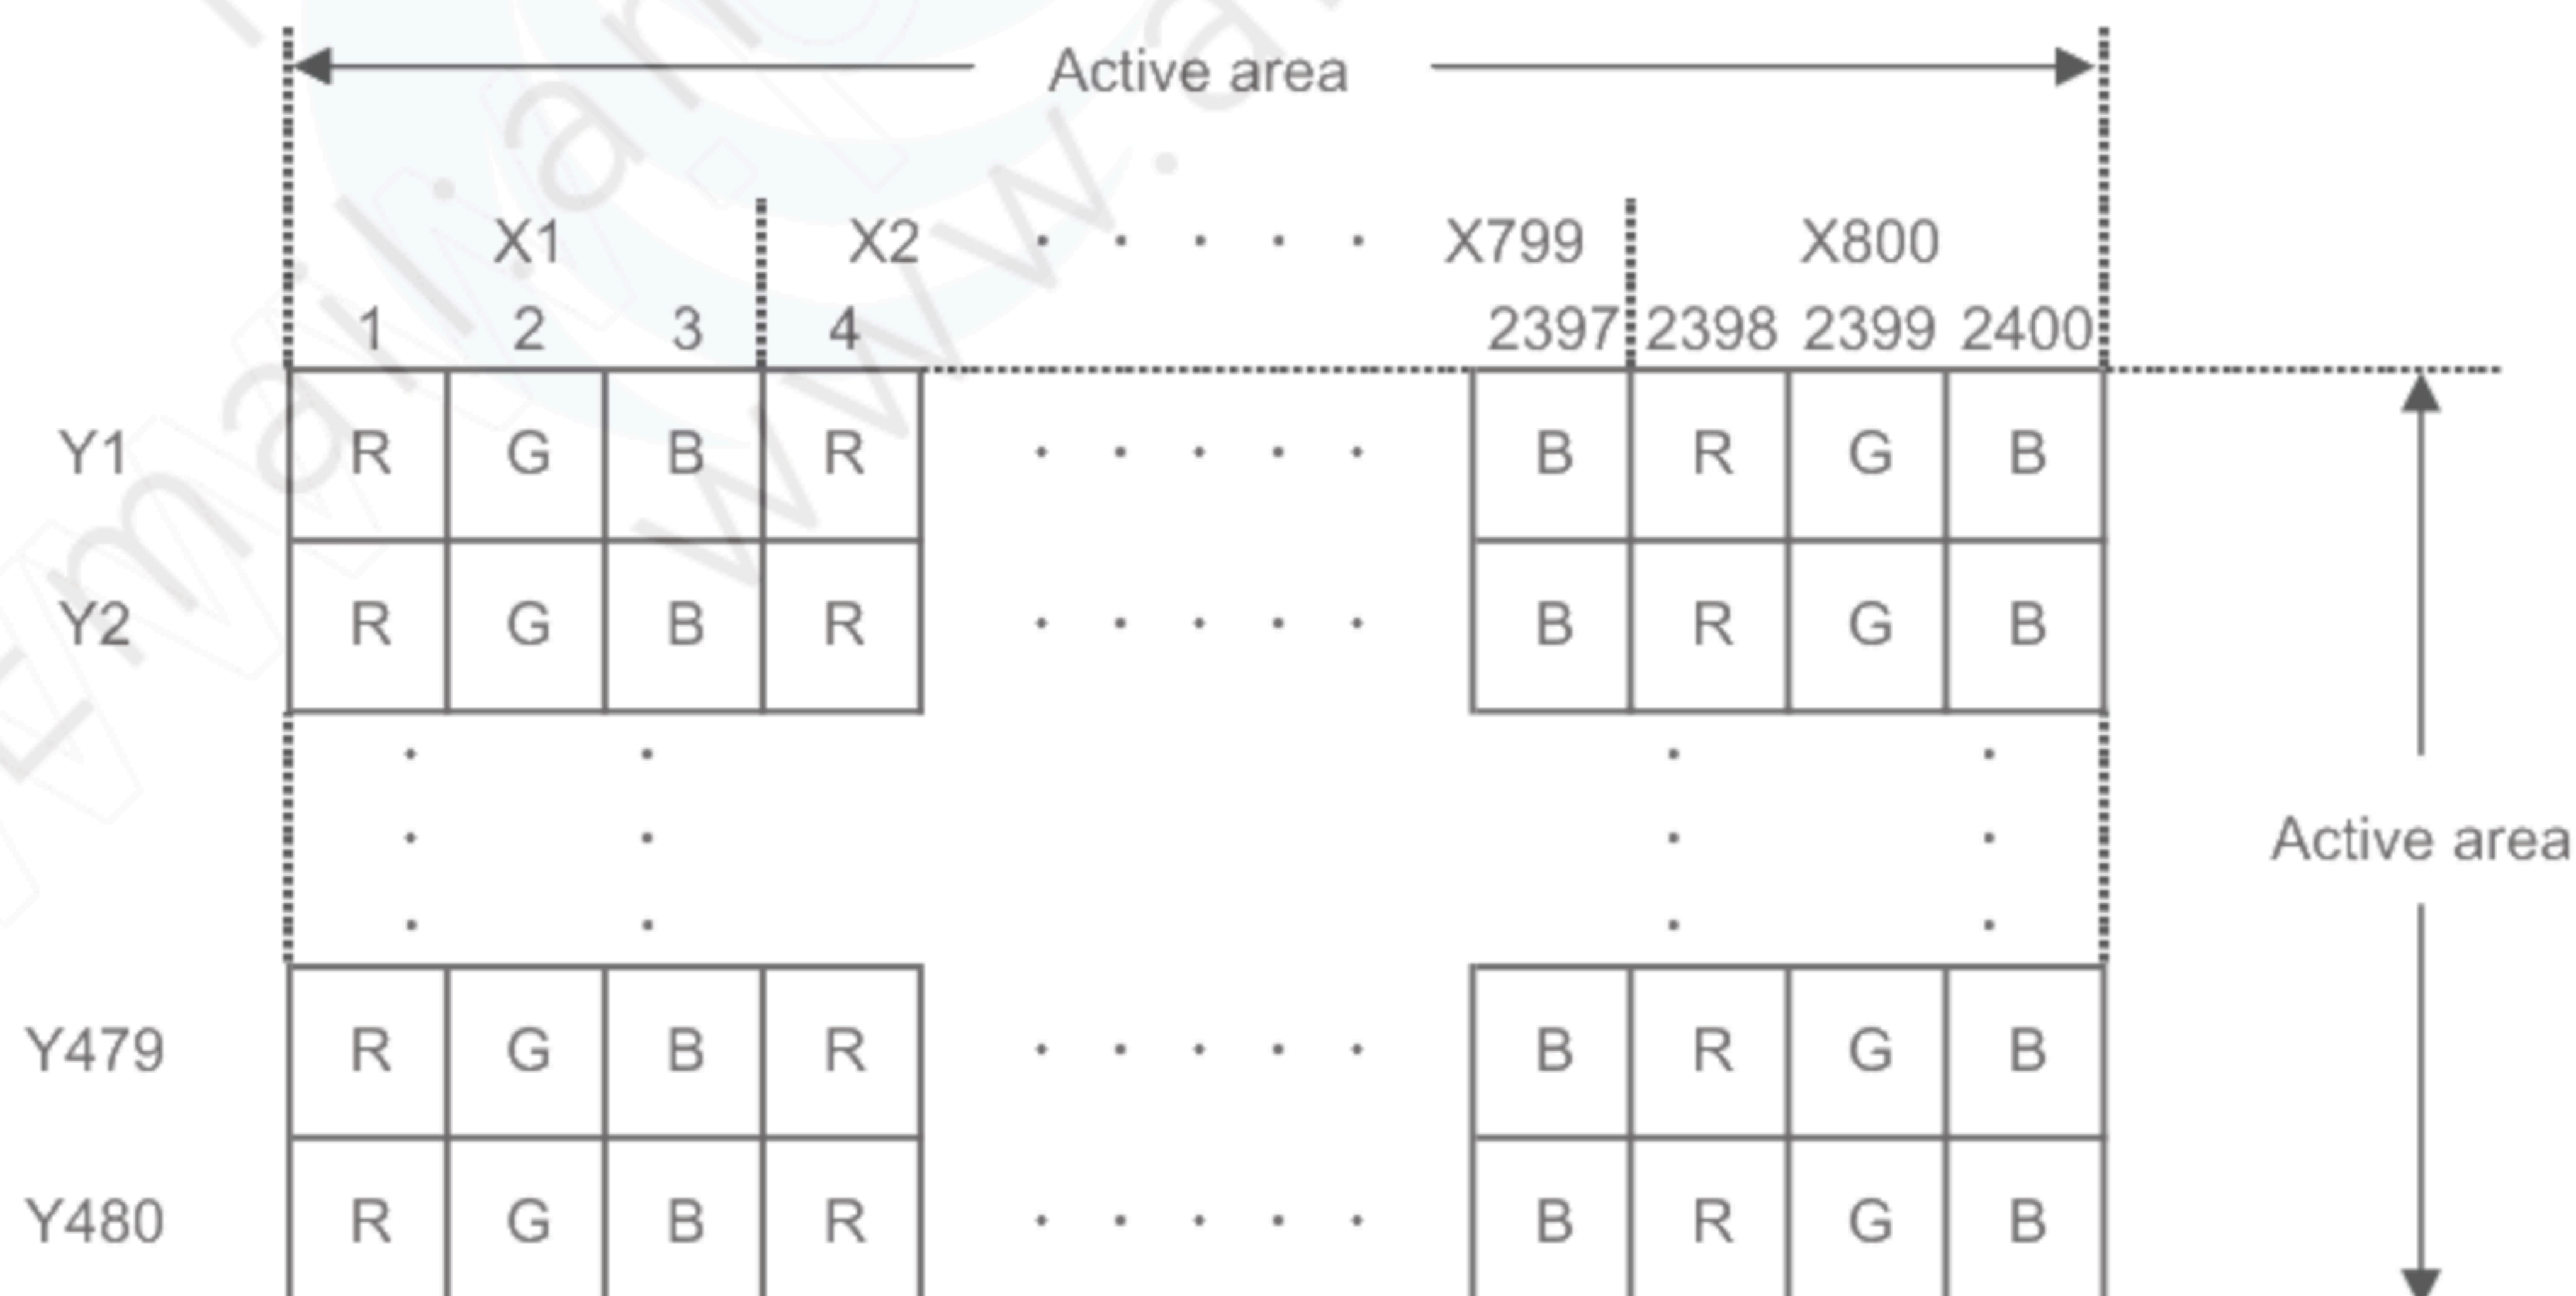 Active area
X1 X2 · · · · · X799 X800
1 2 3 4 2397 2398 2399 2400
Y1 R G B R · · · · · B R G B
Y2 R G B R · · · · · B R G B
Active area
Y479 R G B R · · · · · B R G B
Y480 R G B R · · · · · B R G B